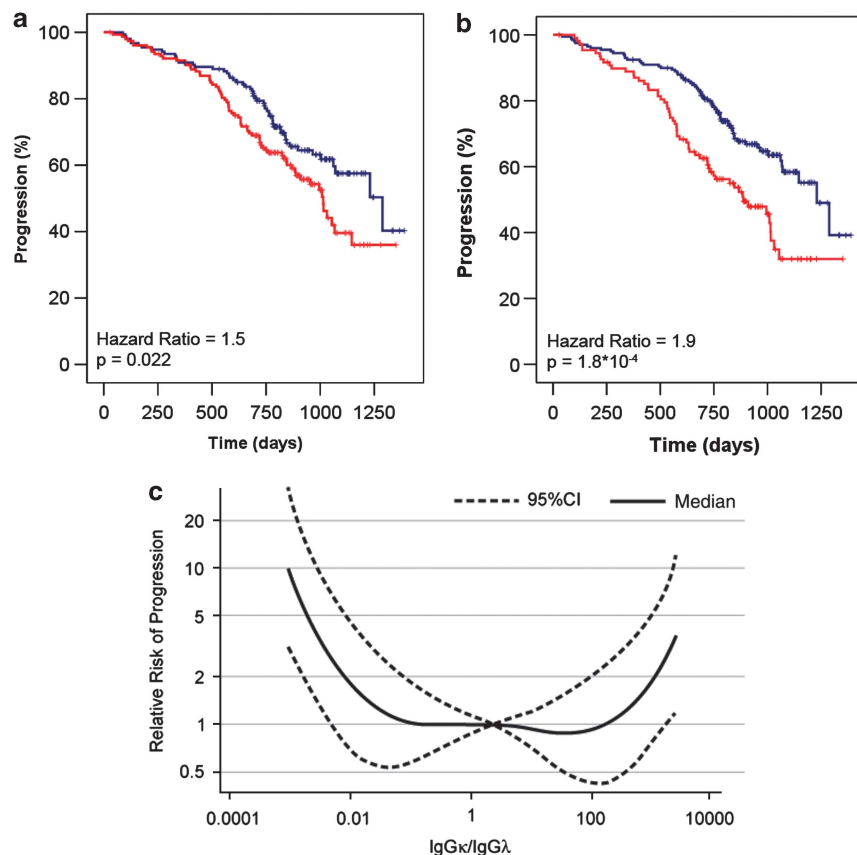 a
100
80
60
40
20
0
Progression (%)
Hazard Ratio = 1.5
p = 0.022
0 250 500 750 1000 1250
Time (days)
b
100
80
60
40
20
0
Progression (%)
Hazard Ratio = 1.9
p = 1.8*10⁻⁴
0 250 500 750 1000 1250
Time (days)
c
95%CI
Median
20
10
5
2
1
0.5
Relative Risk of Progression
0.0001 0.01 1 100 10000
IgGκ/IgGλ